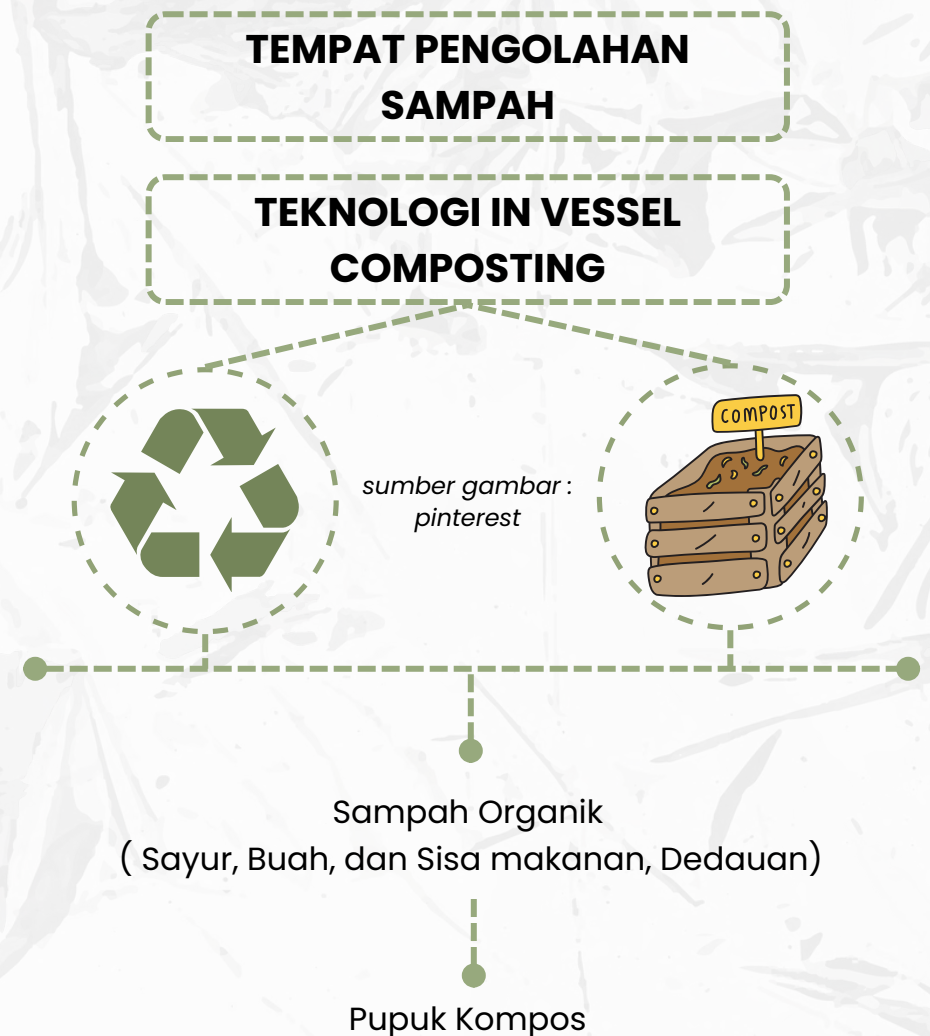 TEMPAT PENGOLAHAN
SAMPAH
TEKNOLOGI IN VESSEL
COMPOSTING
COMPOST
sumber gambar :
pinterest
Sampah Organik
( Sayur, Buah, dan Sisa makanan, Dedauan)
Pupuk Kompos